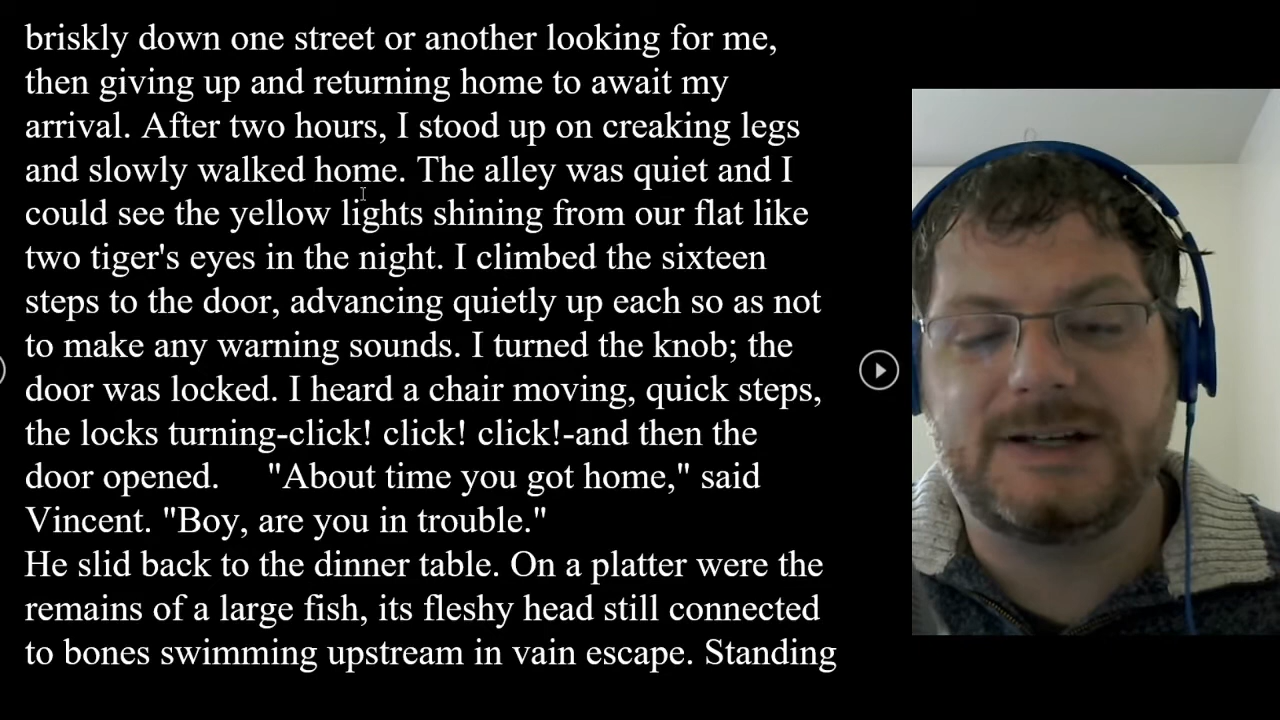 briskly down one street or another looking for me,
then giving up and returning home to await my
arrival. After two hours, I stood up on creaking legs
and slowly walked home. The alley was quiet and I
could see the yellow lights shining from our flat like
two tiger's eyes in the night. I climbed the sixteen
steps to the door, advancing quietly up each so as not
to make any warning sounds. I turned the knob; the
door was locked. I heard a chair moving, quick steps,
the locks turning-click! click! click!-and then the
door opened.     "About time you got home," said
Vincent. "Boy, are you in trouble."
He slid back to the dinner table. On a platter were the
remains of a large fish, its fleshy head still connected
to bones swimming upstream in vain escape. Standing